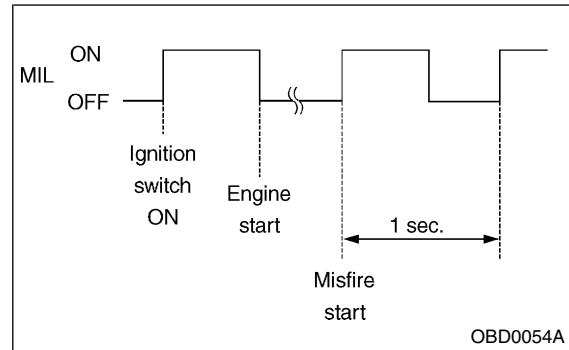 ON
MIL
OFF
Ignition
switch
ON
Engine
start
1 sec.
Misfire
start
OBD0054A